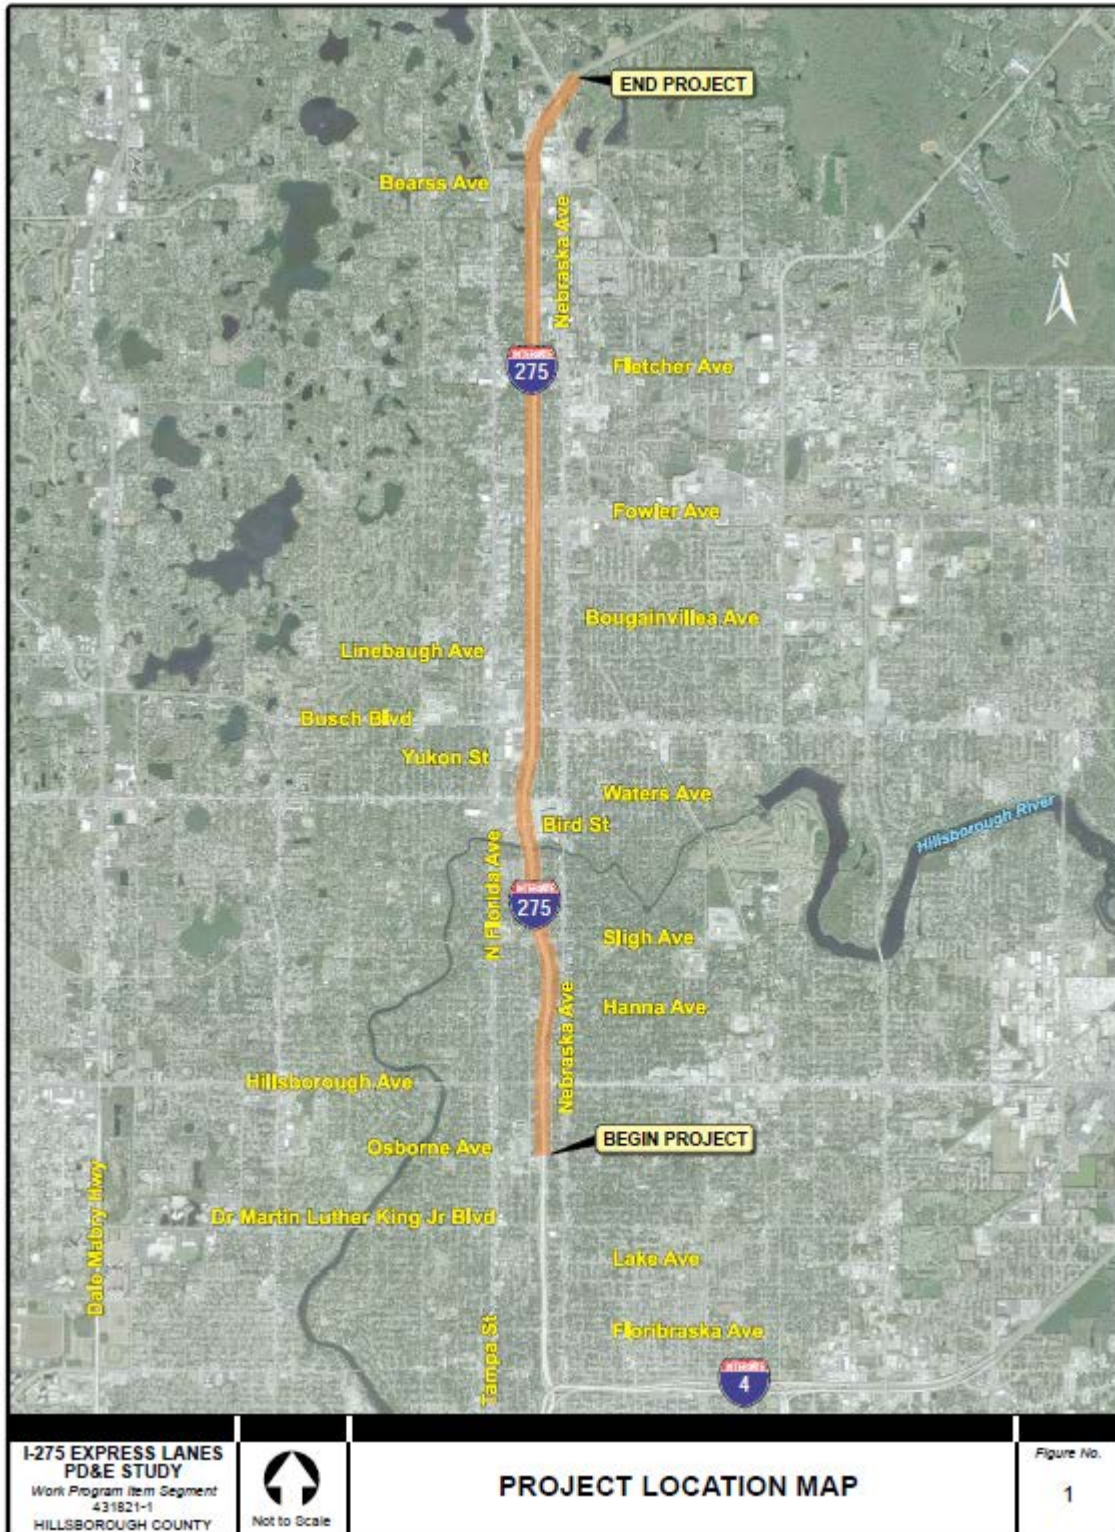 END PROJECT
Bearss Ave
Nebraska Ave
N
INTERSTATE
275
Fletcher Ave
Fowler Ave
Bougainvillea Ave
Linebaugh Ave
Busch Blvd
Yukon St
Waters Ave
Hillsborough River
Bird St
N Florida Ave
INTERSTATE
275
Sligh Ave
Nebraska Ave
Hanna Ave
Hillsborough Ave
BEGIN PROJECT
Osborne Ave
Dale Mabry Hwy
Dr Martin Luther King Jr Blvd
Lake Ave
Tampa St
Floribraska Ave
INTERSTATE
4
I-275 EXPRESS LANES
PD&E STUDY
Work Program Item Segment
431821-1
HILLSBOROUGH COUNTY
Not to Scale
PROJECT LOCATION MAP
Figure No.
1